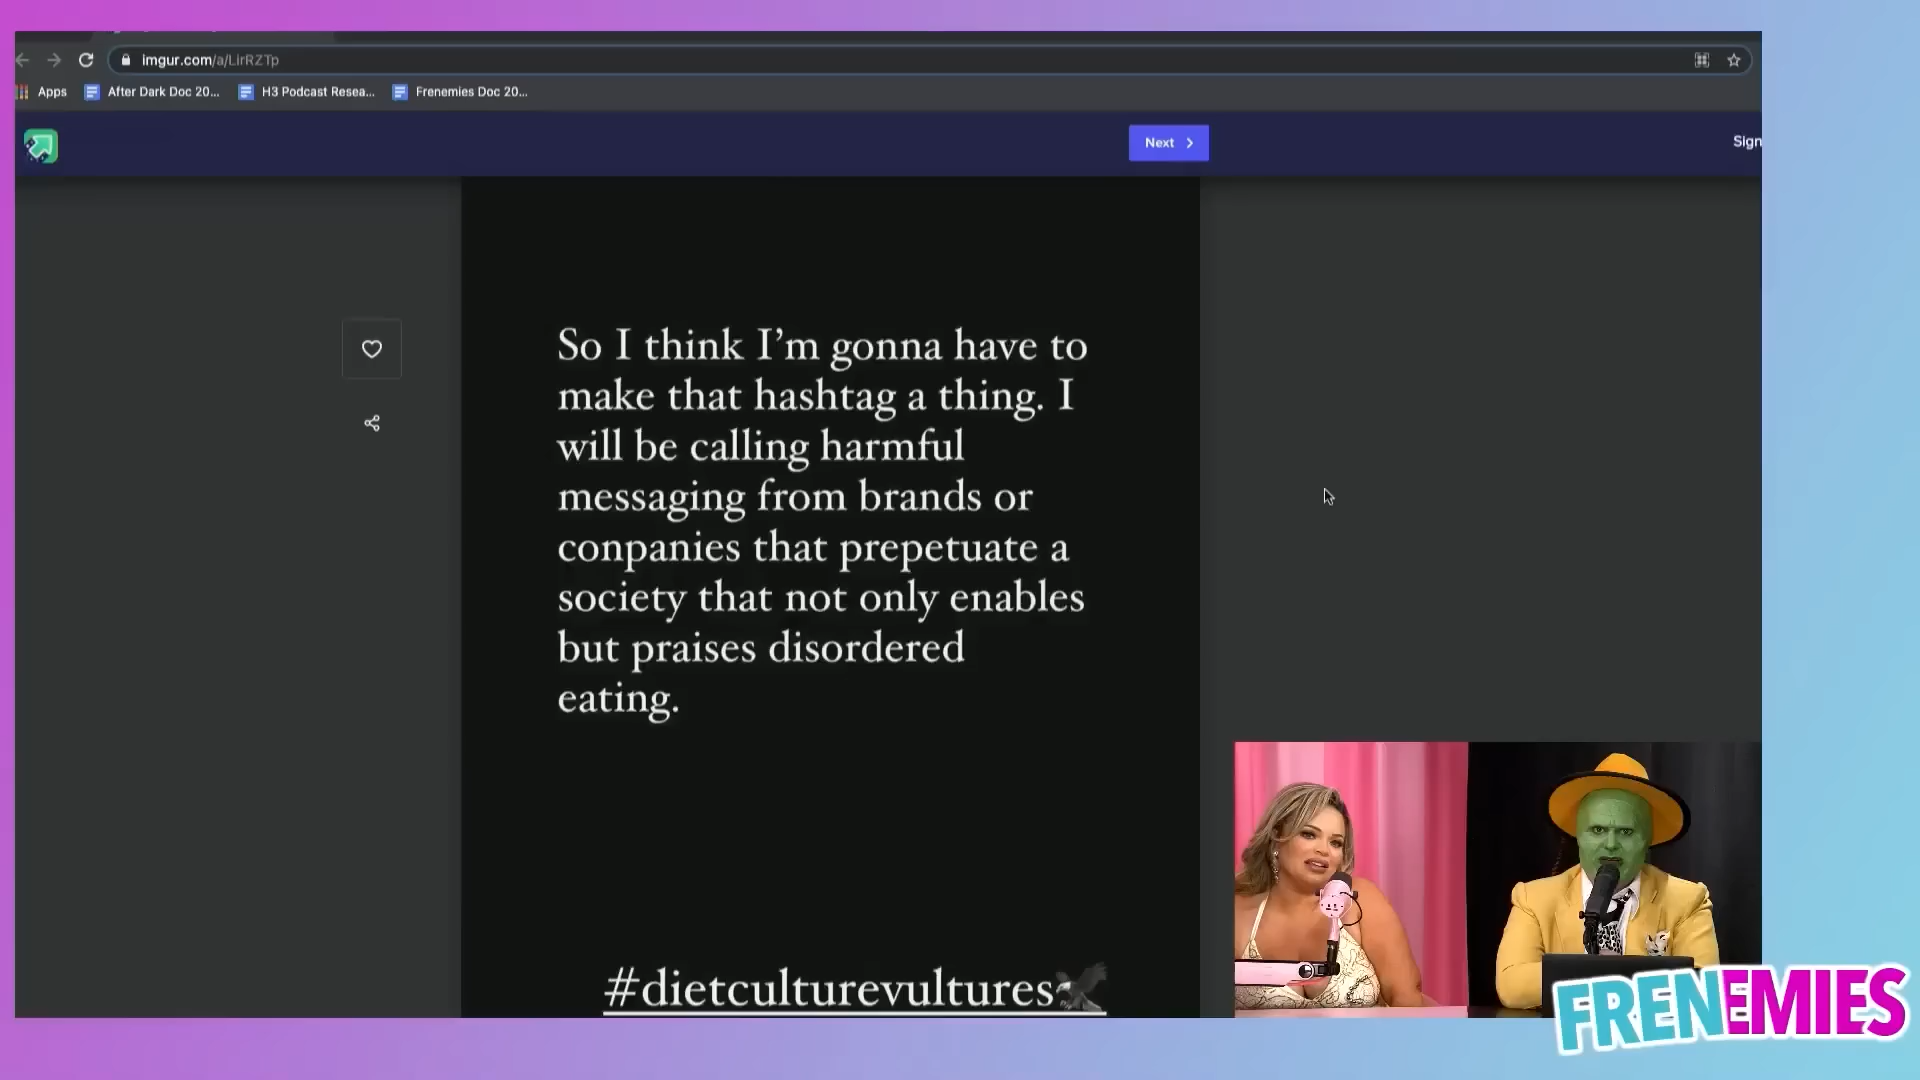 imgur.com/a/LirRZTp
Apps
After Dark Doc 20...
H3 Podcast Resea...
Frenemies Doc 20...
Next
Sign
So I think I’m gonna have to
make that hashtag a thing. I
will be calling harmful
messaging from brands or
conpanies that prepetuate a
society that not only enables
but praises disordered
eating.
#dietculturevultures
FRENEMIES